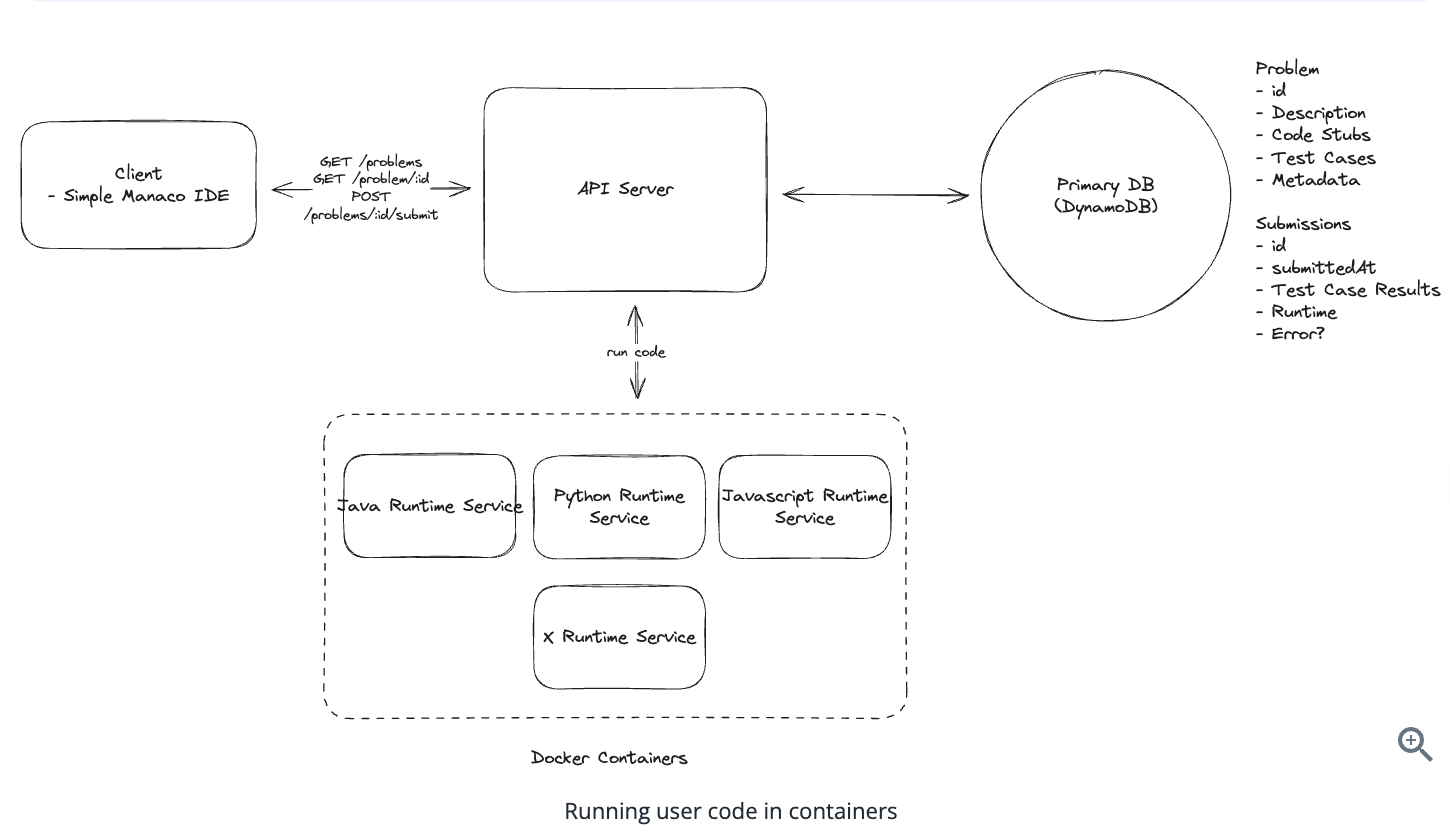 Client
- Simple Manaco IDE
GET /problems
GET /problem/:id
POST
/problems/:id/submit
API Server
Primary DB
(DynamoDB)
Problem
- id
- Description
- Code Stubs
- Test Cases
- Metadata
Submissions
- id
- submittedAt
- Test Case Results
- Runtime
- Error?
run code
Java Runtime Service
Python Runtime
Service
Javascript Runtime
Service
X Runtime Service
Docker Containers
Running user code in containers